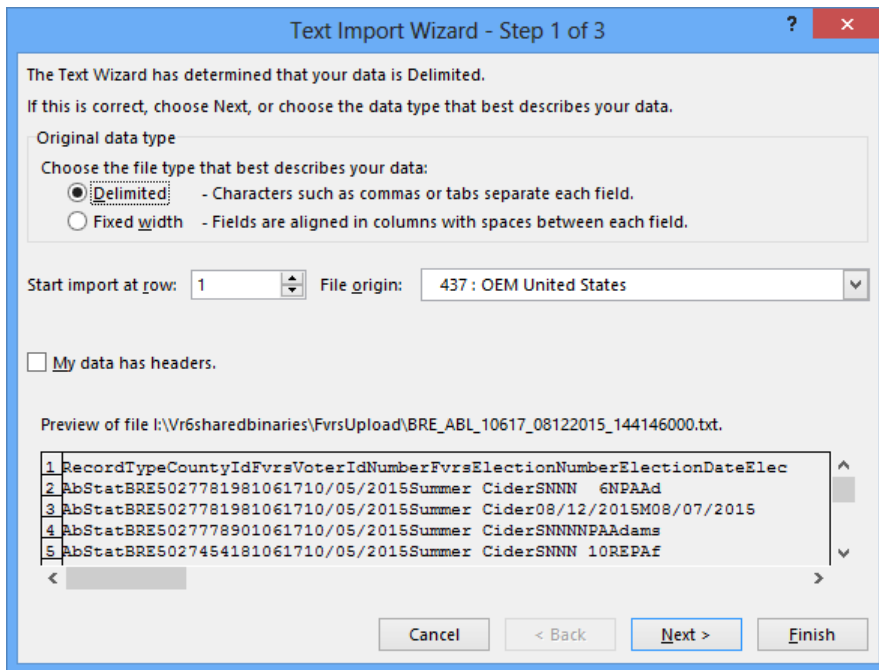 Text Import Wizard - Step 1 of 3
?
×
The Text Wizard has determined that your data is Delimited.
If this is correct, choose Next, or choose the data type that best describes your data.
Original data type
Choose the file type that best describes your data:
Delimited - Characters such as commas or tabs separate each field.
Fixed width - Fields are aligned in columns with spaces between each field.
Start import at row: 1 File origin: 437 : OEM United States
My data has headers.
Preview of file I:\Vr6sharedbinaries\FvrsUpload\BRE_ABL_10617_08122015_144146000.txt.
1 RecordTypeCountyIdFvrsVoterIdNumberFvrsElectionNumberElectionDateElec
2 AbStatBRE5027781981061710/05/2015Summer CiderSNNN  6NPAAd
3 AbStatBRE5027781981061710/05/2015Summer Cider08/12/2015M08/07/2015
4 AbStatBRE5027778901061710/05/2015Summer CiderSNNNNPAAdams
5 AbStatBRE5027454181061710/05/2015Summer CiderSNNN 10REPAf
Cancel < Back Next > Finish